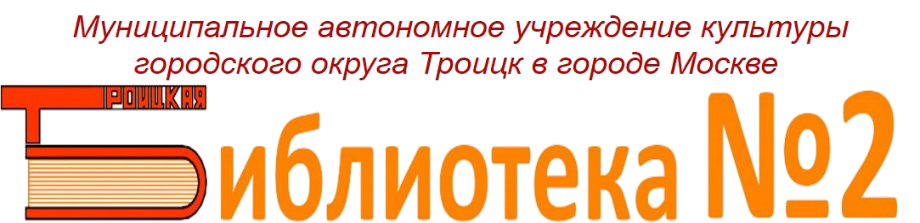 Муниципальное автономное учреждение культуры
городского округа Троицк в городе Москве
ТРОИЦКАЯ
Библиотека №2